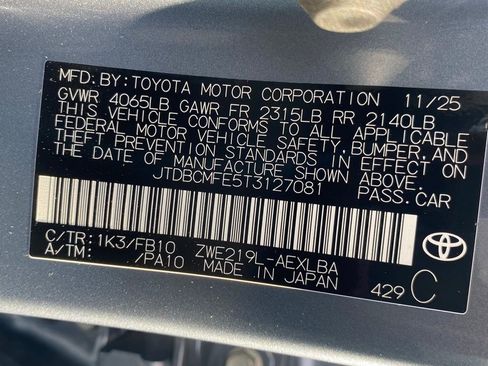 MFD. BY: TOYOTA MOTOR CORPORATION 11/25
GVWR 4065LB GAWR FR 2315LB RR 2140LB
THIS VEHICLE CONFORMS TO ALL APPLICABLE
FEDERAL MOTOR VEHICLE SAFETY, BUMPER, AND
THEFT PREVENTION STANDARDS IN EFFECT ON
THE DATE OF MANUFACTURE SHOWN ABOVE.
JTDBCMFE5T3127081 PASS. CAR
C/TR: 1K3/FB10 ZWE219L-AEXLBA
A/TM: /PA10 MADE IN JAPAN
TOYOTA
429 C